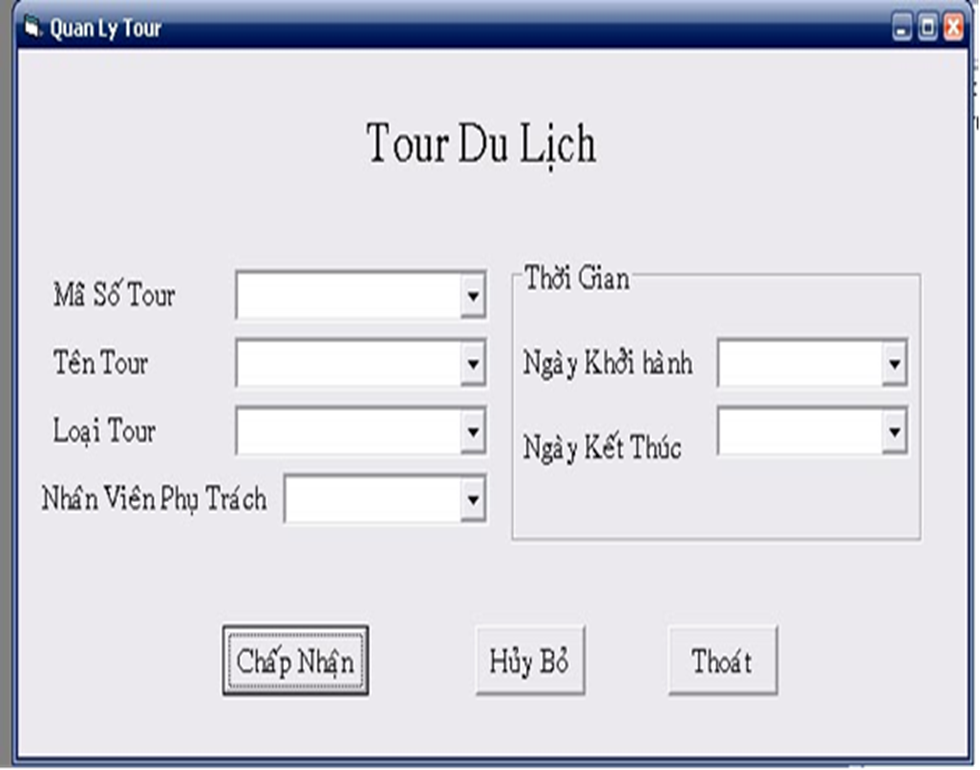 Quan Ly Tour
Tour Du Lịch
Mã Số Tour
Tên Tour
Loại Tour
Nhân Viên Phụ Trách
Thời Gian
Ngày Khởi hành
Ngày Kết Thúc
Chấp Nhận
Hủy Bỏ
Thoát